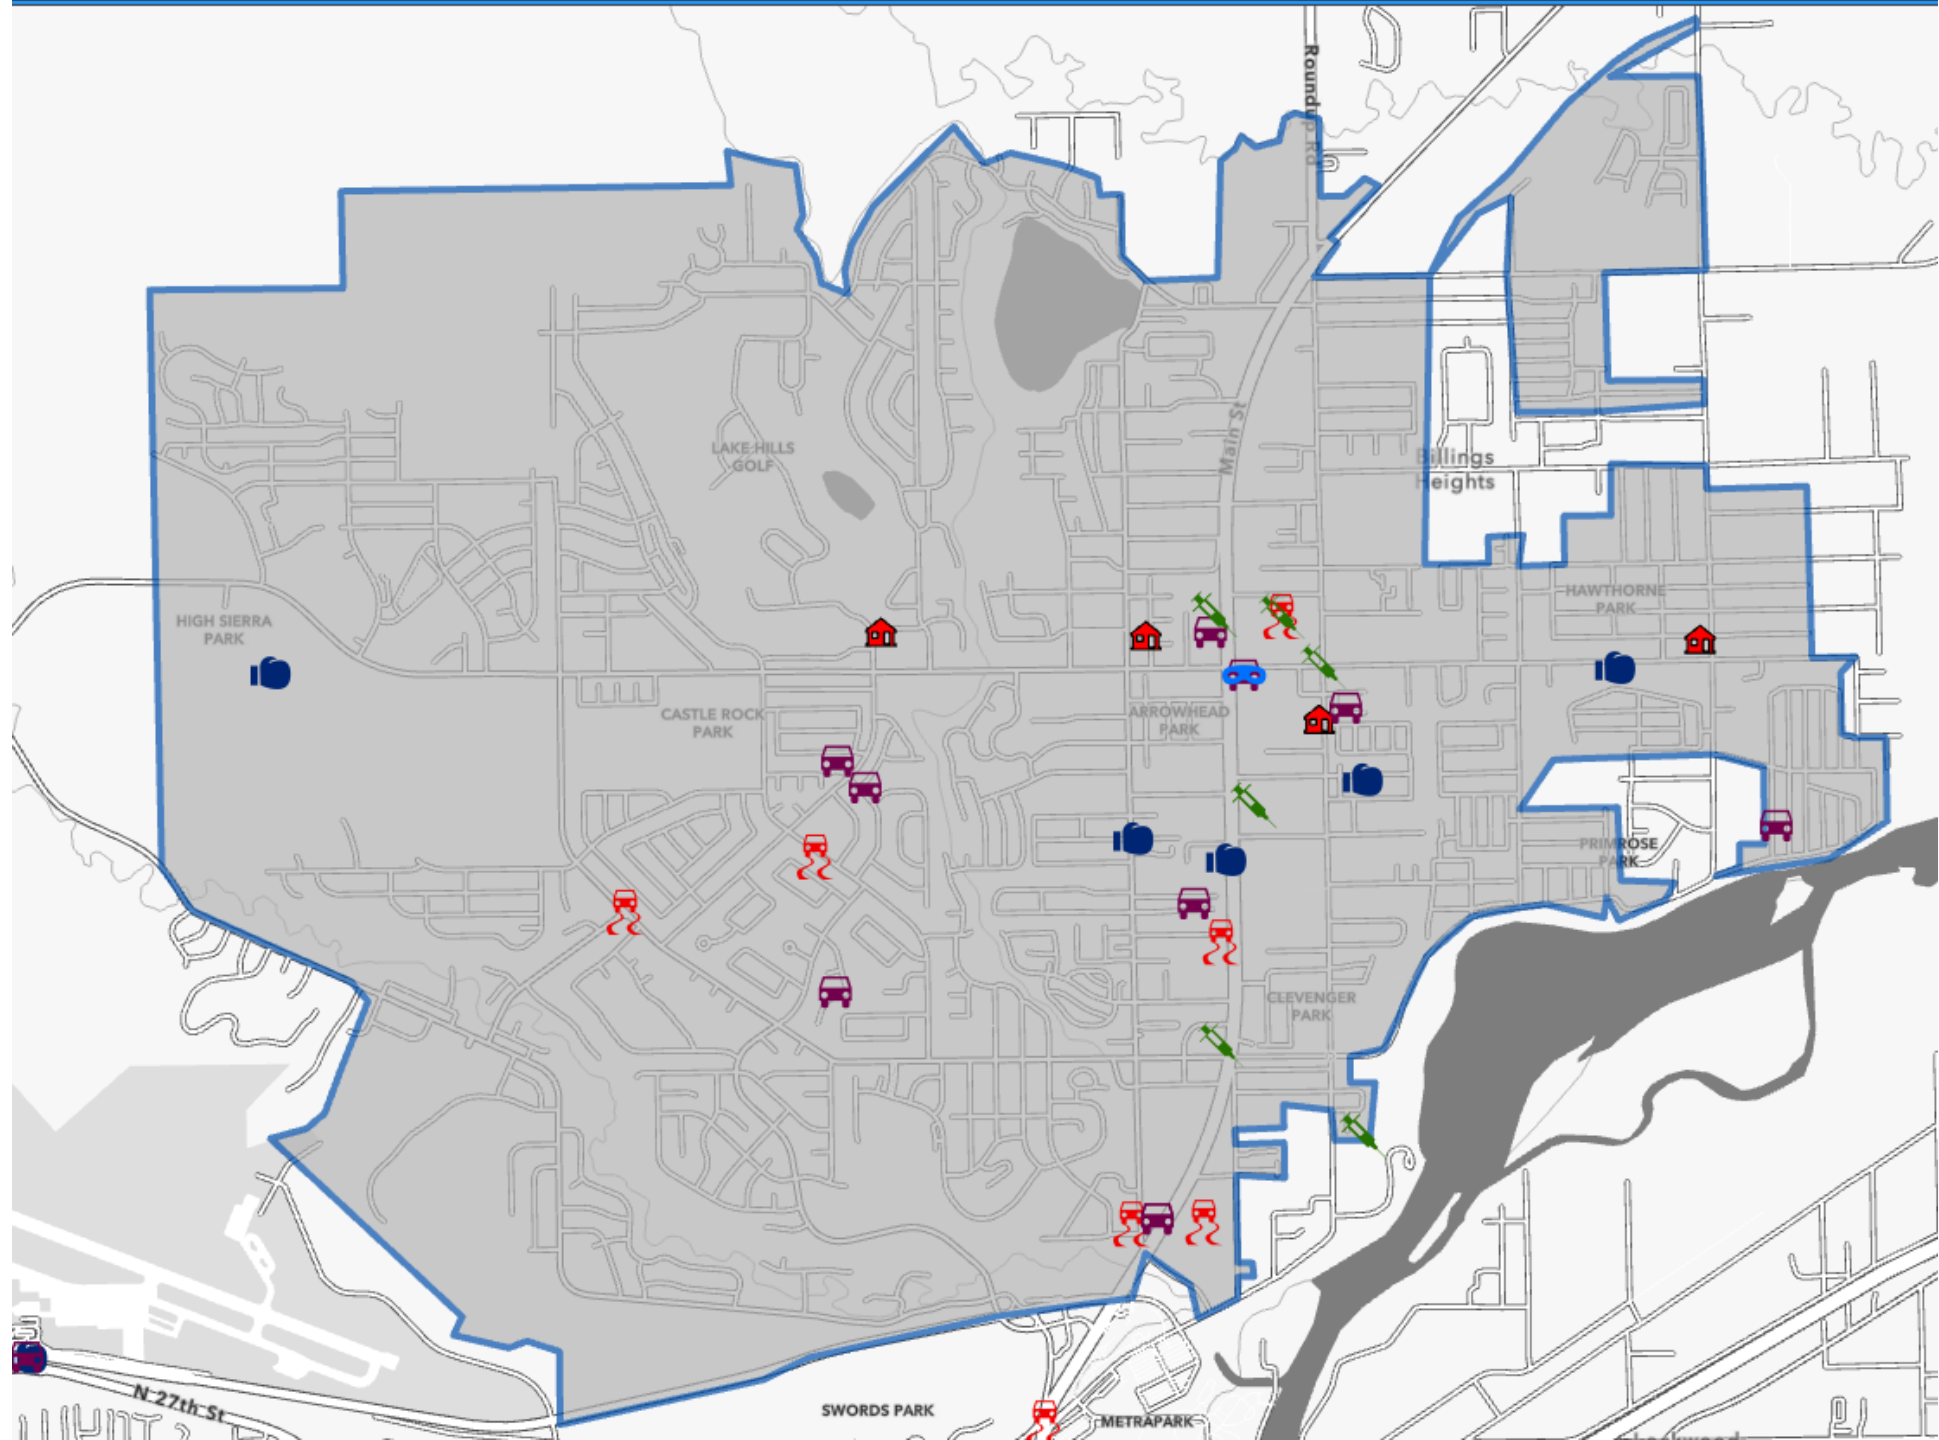 Roundup Rd
Main St
LAKE HILLS
GOLF
Billings
Heights
HIGH SIERRA
PARK
HAWTHORNE
PARK
CASTLE ROCK
PARK
ARROWHEAD
PARK
PRIMROSE
PARK
CLEVENGER
PARK
N 27th St
SWORDS PARK
METRAPARK